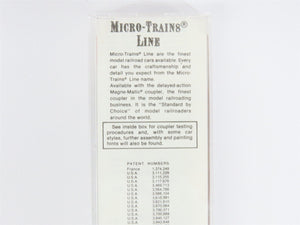 MICRO-TRAINS®
LINE
Micro-Trains® Line are the finest
model railroad cars available. Every
car has the craftsmanship and
detail you expect from the Micro-
Trains® Line name.
Available with the delayed-action
Magne-Matic® coupler, the finest
coupler in the model railroading
business. It is the "Standard by
Choice" of model railroaders
around the world.
See inside box for coupler testing
procedures and, with some car
styles, further assembly and painting
hints will also be found.
PATENT NUMBERS
France
U.S.A.
U.S.A.
U.S.A.
U.S.A.
U.S.A.
U.S.A.
U.S.A.
U.S.A.
U.S.A.
U.S.A.
U.S.A.
U.S.A.